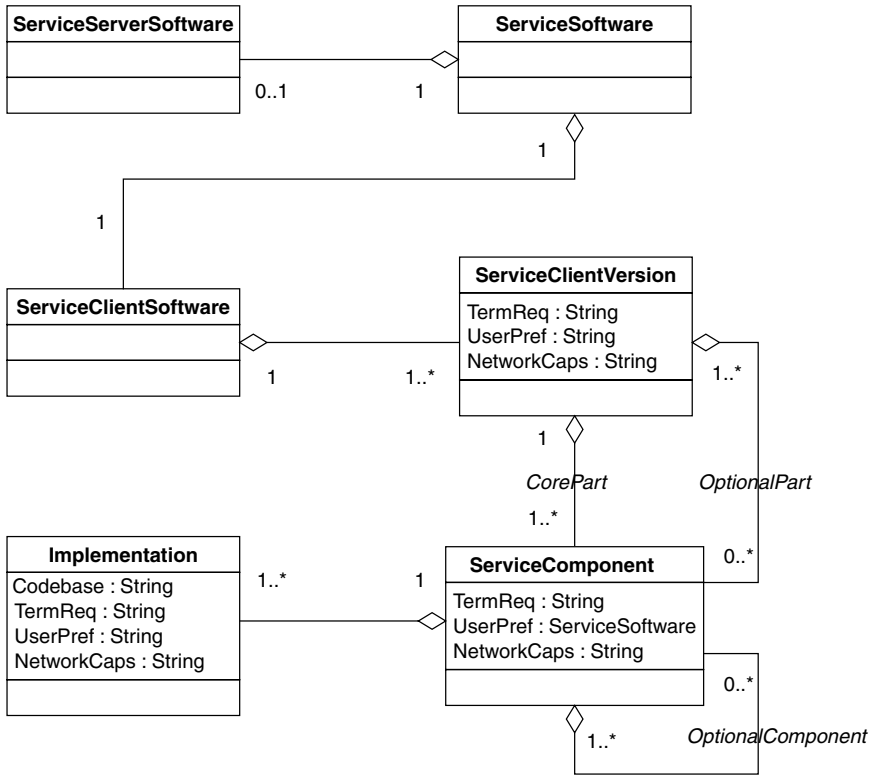 ServiceServerSoftware
ServiceSoftware
0..1
1
1
1
ServiceClientSoftware
ServiceClientVersion
TermReq : String
UserPref : String
NetworkCaps : String
1
1..*
1..*
1
CorePart
OptionalPart
1..*
0..*
Implementation
Codebase : String
TermReq : String
UserPref : String
NetworkCaps : String
1..*
1
ServiceComponent
TermReq : String
UserPref : ServiceSoftware
NetworkCaps : String
0..*
1..*
OptionalComponent